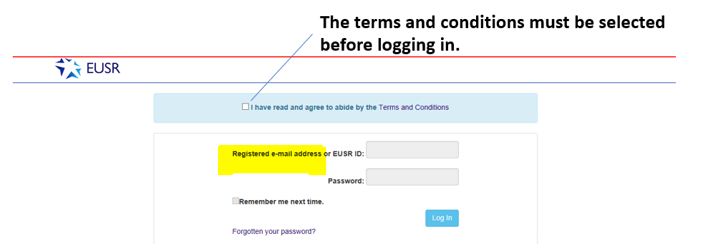 The terms and conditions must be selected
before logging in.
EUSR
I have read and agree to abide by the Terms and Conditions
Registered e-mail address or EUSR ID:
Password:
Remember me next time.
Log In
Forgotten your password?